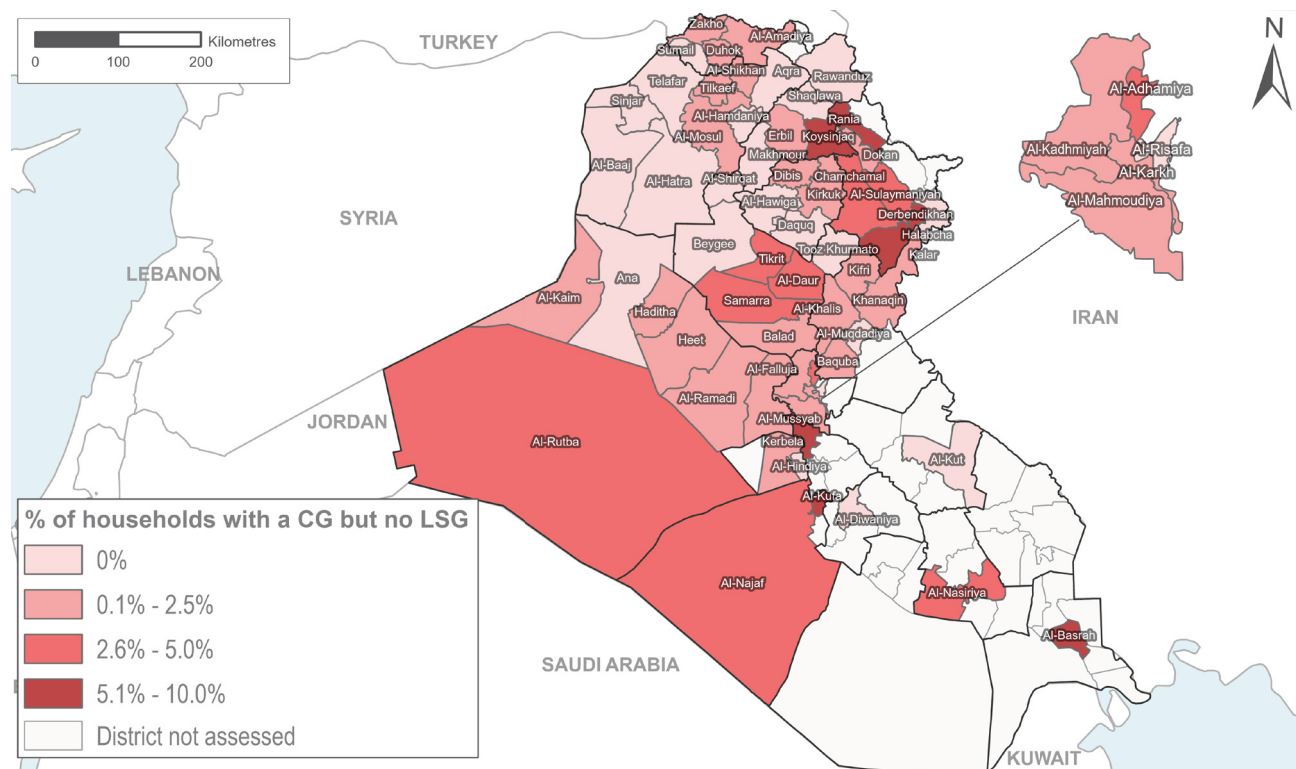 Kilometres
0 100 200
TURKEY
N
Zakho
Al-Amadiya
Sumail
Duhok
Al-Shikhan
Aqra
Rawanduz
Telafar
Tilkaef
Shaqlawa
Sinjar
Al-Hamdaniya
Rania
Al-Mosul
Erbil
Koysinjaq
Makhmour
Dokan
Al-Baaj
Al-Hatra
Al-Shirqat
Dibis
Chamchamal
Kirkuk
Al-Sulaymaniyah
Al-Hawiga
Derbendikhan
Daquq
Halabcha
Beygee
Tooz Khurmato
Kalar
Tikrit
Kifri
Ana
Al-Daur
Al-Kaim
Samarra
Khanaqin
Haditha
Al-Khalis
Heet
Balad
Al-Muqdadiya
Baquba
Al-Falluja
Al-Ramadi
Al-Mussyab
Al-Rutba
Kerbela
Al-Hindiya
Al-Kut
Al-Kufa
Al-Diwaniya
Al-Najaf
Al-Nasiriya
Al-Basrah
Al-Adhamiya
Al-Kadhmiyah
Al-Risafa
Al-Karkh
Al-Mahmoudiya
SYRIA
LEBANON
IRAN
JORDAN
SAUDI ARABIA
KUWAIT
% of households with a CG but no LSG
0%
0.1% - 2.5%
2.6% - 5.0%
5.1% - 10.0%
District not assessed